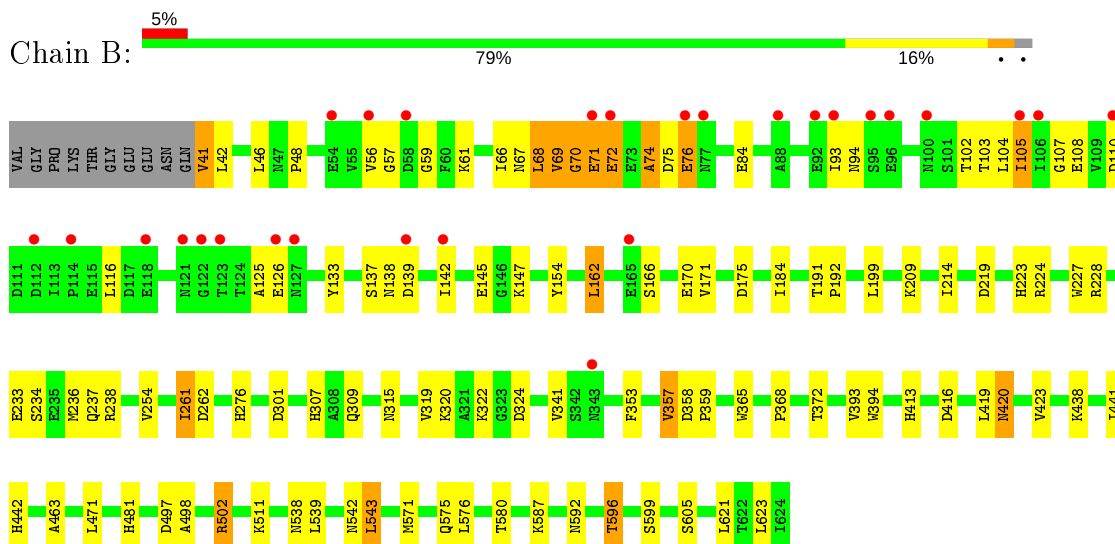 5%
Chain B:
79% 16% • •
VAL GLY PRO LYS THR GLY GLU GLU ASN GLN V41 L42 L46 N47 P48 E54 V55 V56 G57 D58 G59 F60 K61 I66 N67 L68 V69 G70 E71 E72 E73 A74 D75 E76 N77 E84 A88 E92 I93 N94 S95 E96 N100 S101 T102 T103 L104 I105 I106 G107 E108 V109 D110
D111 D112 I113 P114 E115 L116 D117 E118 N121 G122 T123 T124 A125 E126 N127 Y133 S137 N138 D139 I142 E145 G146 K147 Y154 L162 E165 S166 E170 V171 D175 I184 T191 P192 L199 K209 I214 D219 H223 R224 W227 R228
E233 S234 E235 M236 Q237 R238 V254 I261 D262 H276 D301 H307 A308 Q309 N315 V319 K320 A321 K322 G323 D324 V341 S342 N343 F353 V357 D358 P359 W365 P368 T372 V393 W394 H413 D416 L419 N420 V423 K438
H442 A463 L471 H481 D497 A498 R502 K511 N538 L539 N542 L543 M571 Q575 L576 T580 K587 N592 T596 S599 S605 L621 T622 L623 I624